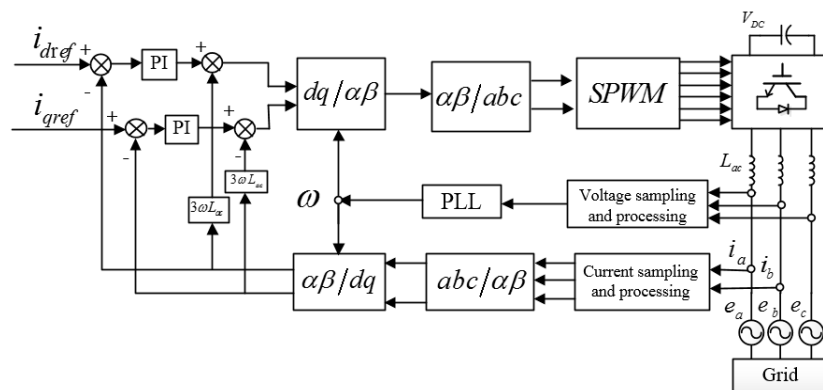 V_DC
i_dref
+
-
PI
+
dq/αβ
αβ/abc
SPWM
i_qref
+
-
PI
+
-
3ωL_ac
3ωL_ac
L_ac
ω
PLL
Voltage sampling
and processing
αβ/dq
abc/αβ
Current sampling
and processing
i_a
i_b
e_a
e_b
e_c
Grid